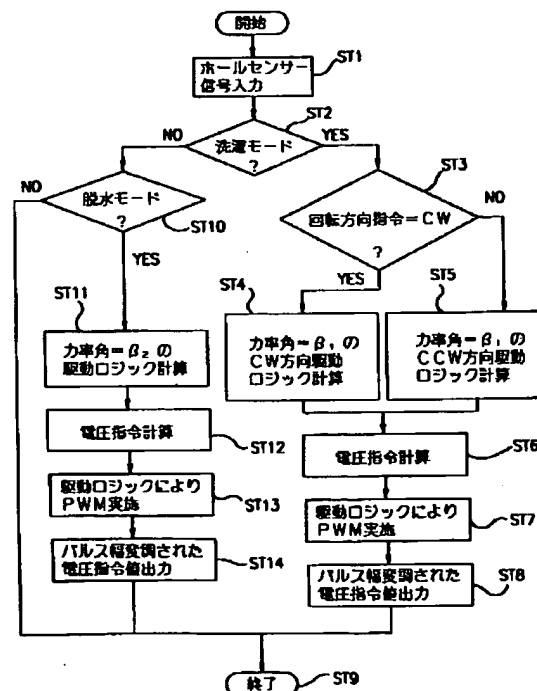 開始
ST1
ホールセンサー
信号入力
ST2
NO
YES
洗濯モード
?
ST3
NO
脱水モード
?
ST10
YES
回転方向指令=CW
?
NO
YES
ST11
力率角=β₂の
駆動ロジック計算
ST4
力率角=β₁の
CW方向駆動
ロジック計算
ST5
力率角=β₁の
CCW方向駆動
ロジック計算
電圧指令計算
ST12
電圧指令計算
ST6
駆動ロジックにより
PWM実施
ST13
駆動ロジックにより
PWM実施
ST7
パルス幅変調された
電圧指令値出力
ST14
パルス幅変調された
電圧指令値出力
ST8
終了
ST9